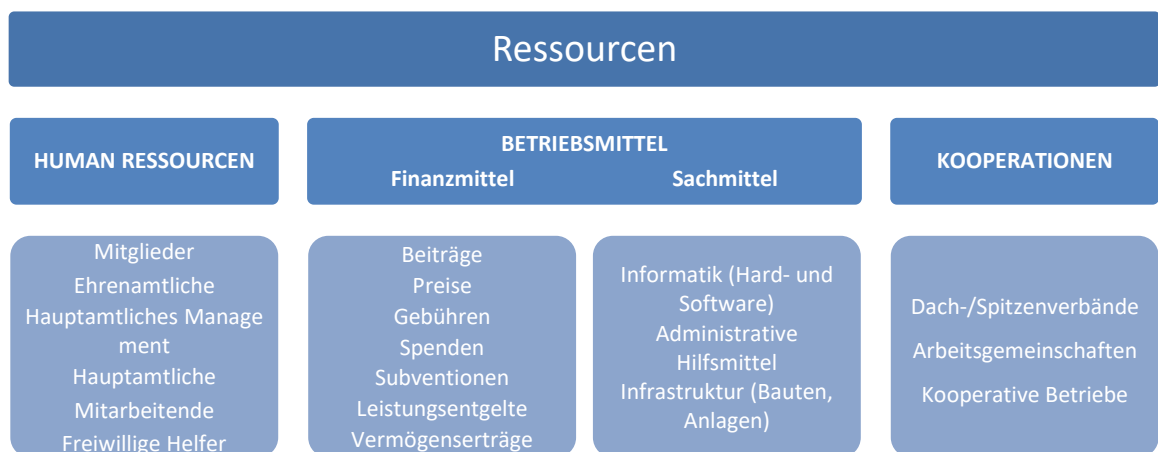 Ressourcen
HUMAN RESSOURCEN
BETRIEBSMITTEL
Finanzmittel
Sachmittel
KOOPERATIONEN
Mitglieder
Ehrenamtliche
Hauptamtliches Manage
ment
Hauptamtliche
Mitarbeitende
Freiwillige Helfer
Beiträge
Preise
Gebühren
Spenden
Subventionen
Leistungsentgelte
Vermögenserträge
Informatik (Hard- und
Software)
Administrative
Hilfsmittel
Infrastruktur (Bauten,
Anlagen)
Dach-/Spitzenverbände
Arbeitsgemeinschaften
Kooperative Betriebe